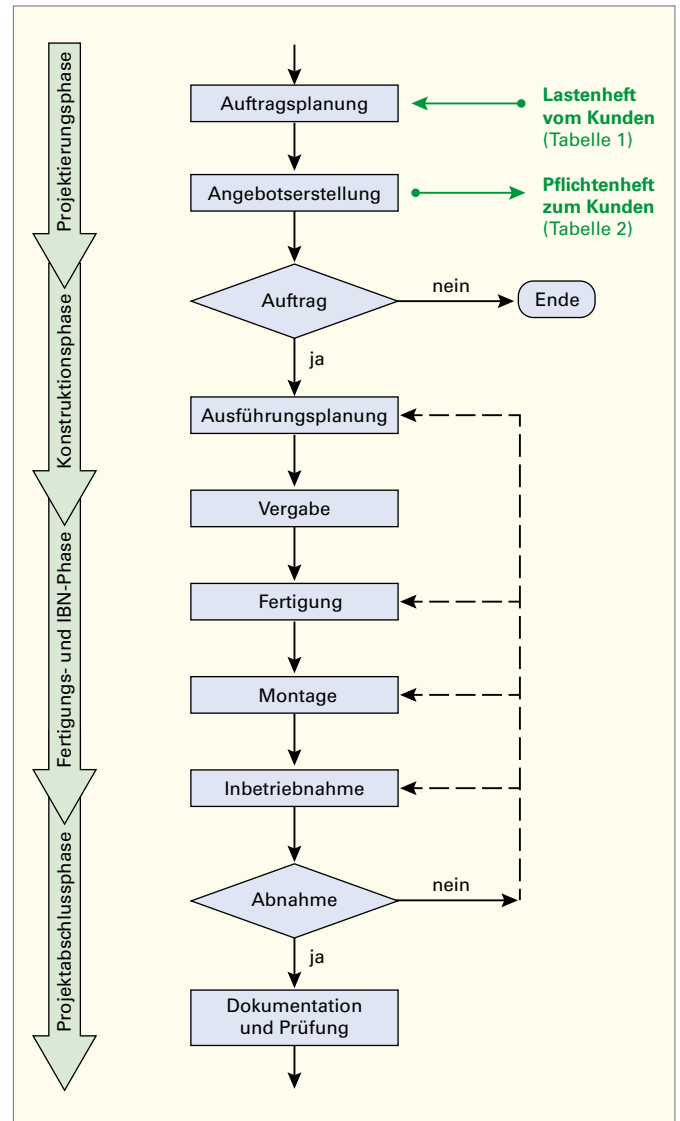 Projektierungsphase
Konstruktionsphase
Fertigungs- und IBN-Phase
Projektabschlussphase
Auftragsplanung
Lastenheft
vom Kunden
(Tabelle 1)
Angebotserstellung
Pflichtenheft
zum Kunden
(Tabelle 2)
Auftrag
nein
Ende
ja
Ausführungsplanung
Vergabe
Fertigung
Montage
Inbetriebnahme
Abnahme
nein
ja
Dokumentation
und Prüfung